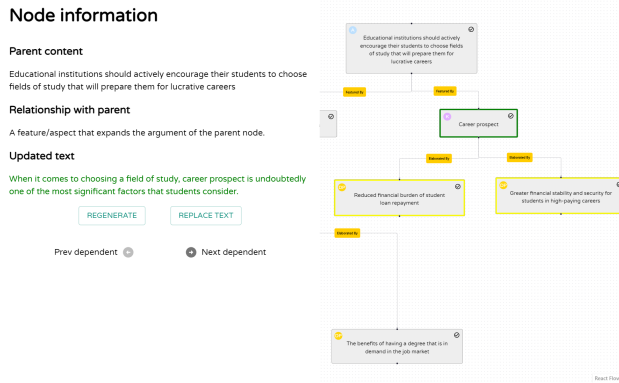 Node information
Parent content
Educational institutions should actively encourage their students to choose
fields of study that will prepare them for lucrative careers
Relationship with parent
A feature/aspect that expands the argument of the parent node.
Updated text
When it comes to choosing a field of study, career prospect is undoubtedly
one of the most significant factors that students consider.
REGENERATE
REPLACE TEXT
Prev dependent
Next dependent
Educational institutions should actively
encourage their students to choose fields
of study that will prepare them for
lucrative careers
Featured By
Featured By
Career prospect
Elaborated By
Elaborated By
Reduced financial burden of student
loan repayment
Greater financial stability and security for
students in high-paying careers
Elaborated By
The benefits of having a degree that is in
demand in the job market
React Flow